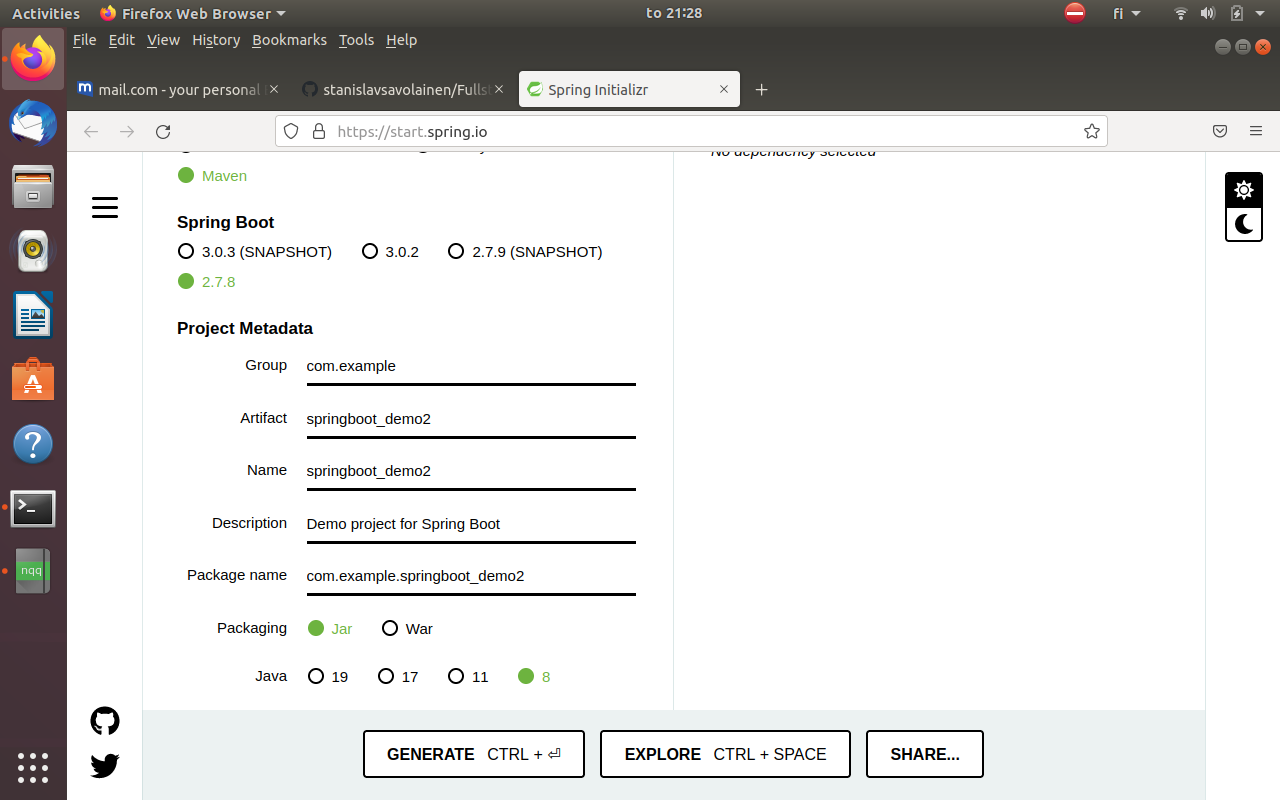 Activities Firefox Web Browser to 21:28 fi
File Edit View History Bookmarks Tools Help
mail.com - your personal stanislavsavolainen/Fullst Spring Initializr
https://start.spring.io
No dependency selected
Maven
Spring Boot
3.0.3 (SNAPSHOT) 3.0.2 2.7.9 (SNAPSHOT)
2.7.8
Project Metadata
Group com.example
Artifact springboot_demo2
Name springboot_demo2
Description Demo project for Spring Boot
Package name com.example.springboot_demo2
Packaging Jar War
Java 19 17 11 8
nqq
GENERATE CTRL + ⏎ EXPLORE CTRL + SPACE SHARE...